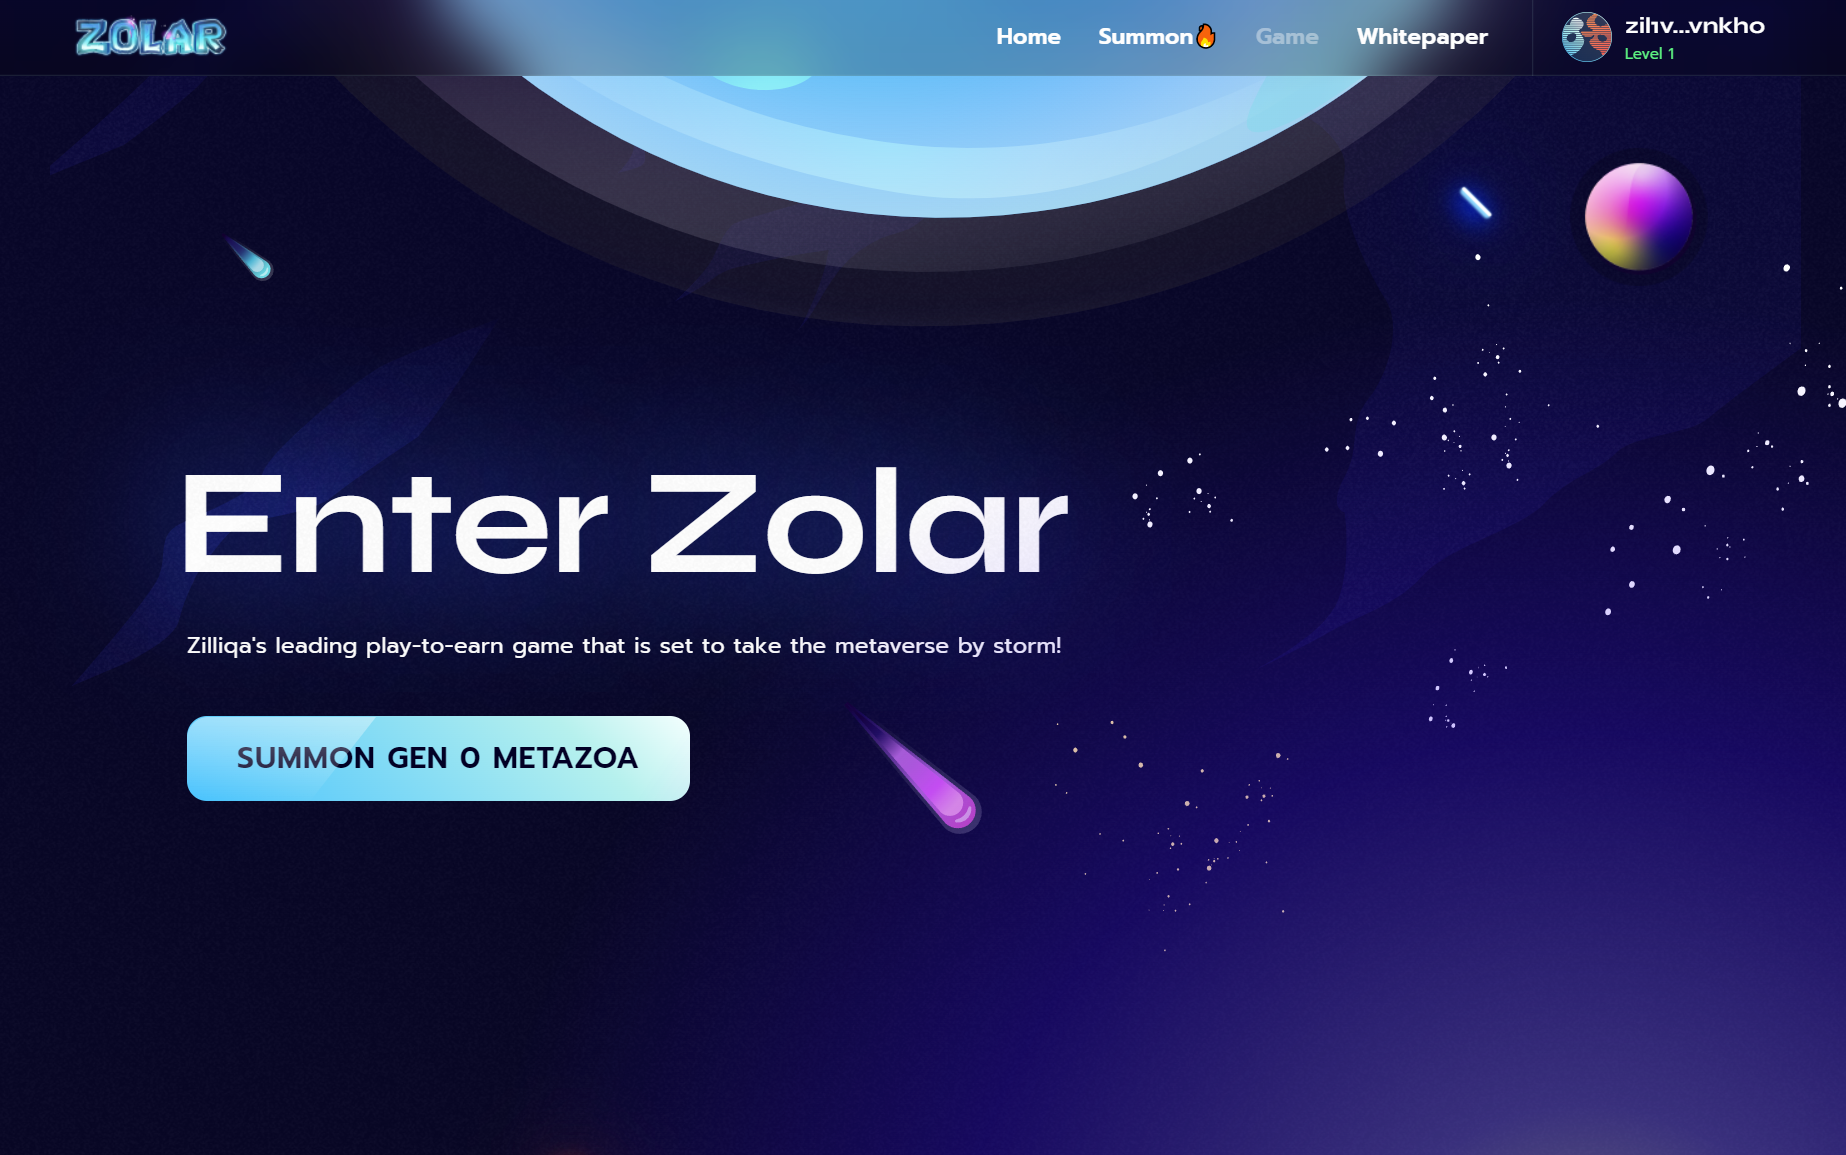 ZOLAR
Home Summon🔥 Game Whitepaper
zil1v...vnkho
Level 1
Enter Zolar
Zilliqa's leading play-to-earn game that is set to take the metaverse by storm!
SUMMON GEN 0 METAZOA